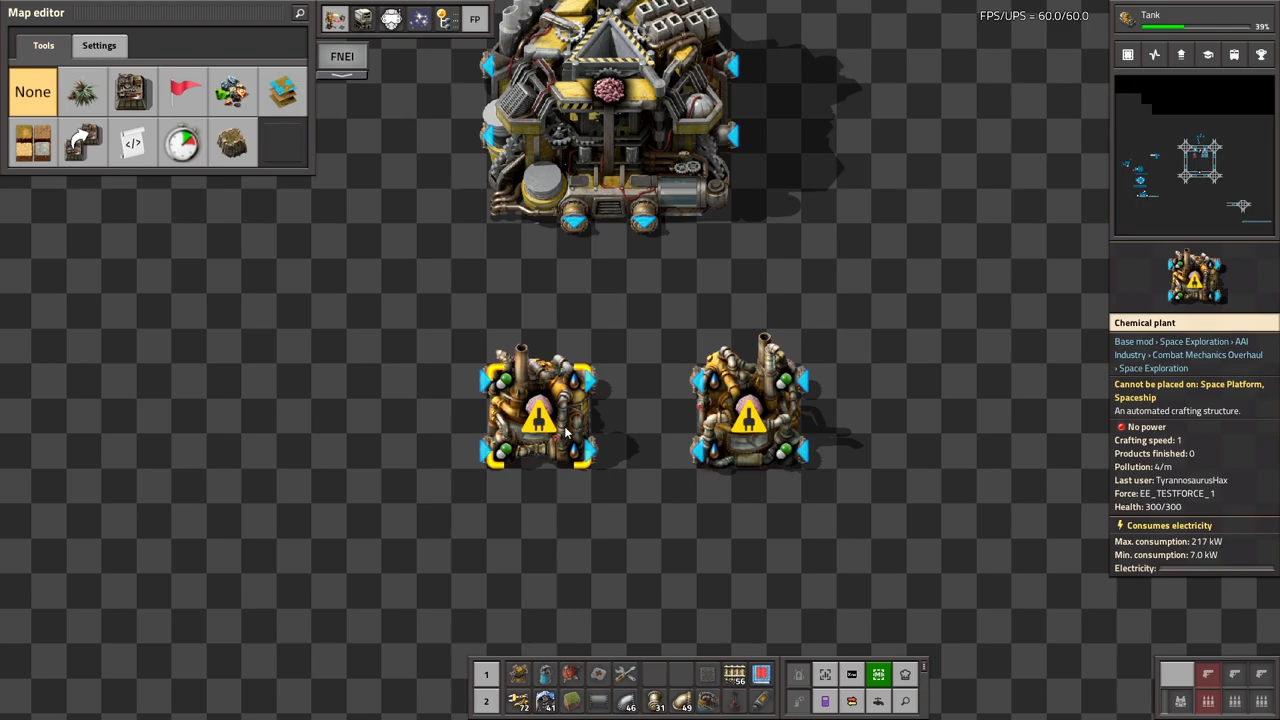 Map editor
Tools
Settings
None
</>
FP
FNEI
FPS/UPS = 60.0/60.0
Tank
39%
Chemical plant
Base mod › Space Exploration › AAI
Industry › Combat Mechanics Overhaul
› Space Exploration
Cannot be placed on: Space Platform,
Spaceship
An automated crafting structure.
No power
Crafting speed: 1
Products finished: 0
Pollution: 4/m
Last user: TyrannosaurusHax
Force: EE_TESTFORCE_1
Health: 300/300
Consumes electricity
Max. consumption: 217 kW
Min. consumption: 7.0 kW
Electricity:
1
56
2
72
41
46
31
49